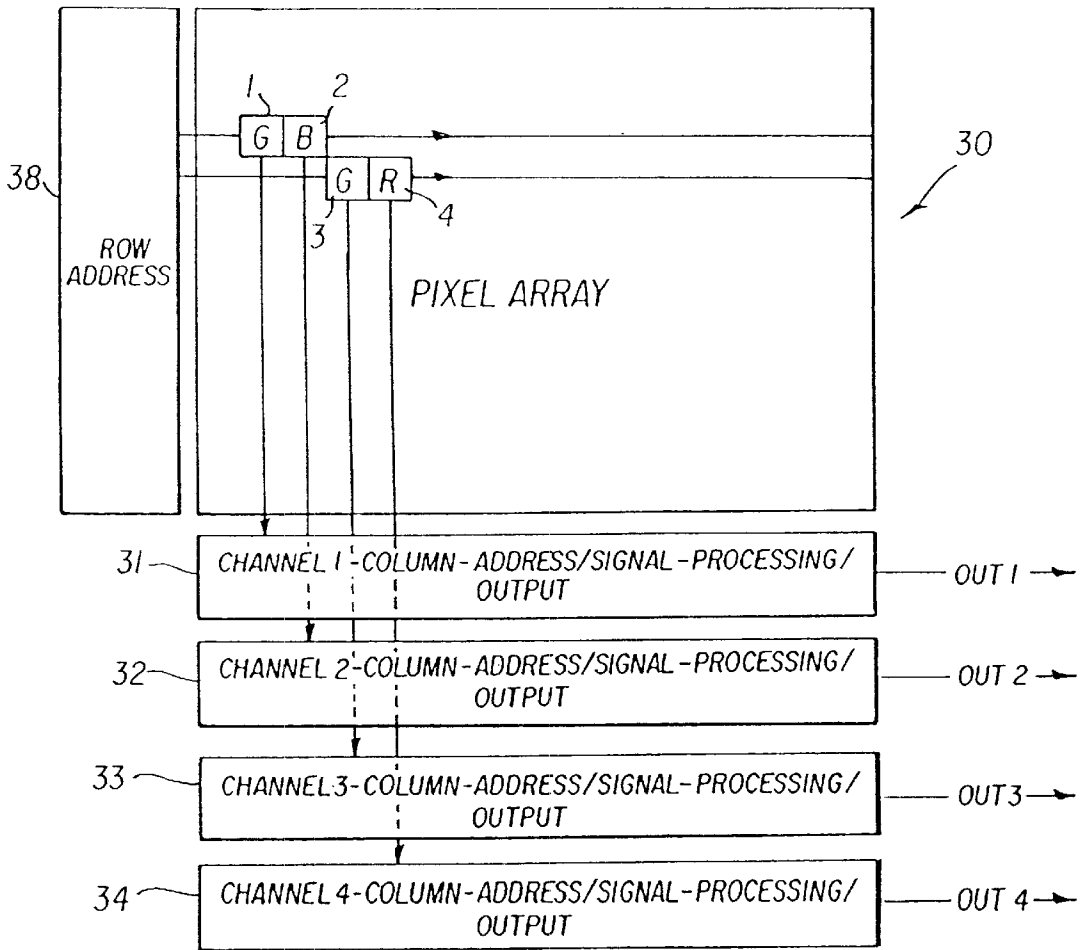 1 2
G B
30
38
G R
3 4
ROW
ADDRESS
PIXEL ARRAY
31
CHANNEL 1-COLUMN-ADDRESS/SIGNAL-PROCESSING/
OUTPUT
OUT 1
32
CHANNEL 2-COLUMN-ADDRESS/SIGNAL-PROCESSING/
OUTPUT
OUT 2
33
CHANNEL 3-COLUMN-ADDRESS/SIGNAL-PROCESSING/
OUTPUT
OUT 3
34
CHANNEL 4-COLUMN-ADDRESS/SIGNAL-PROCESSING/
OUTPUT
OUT 4